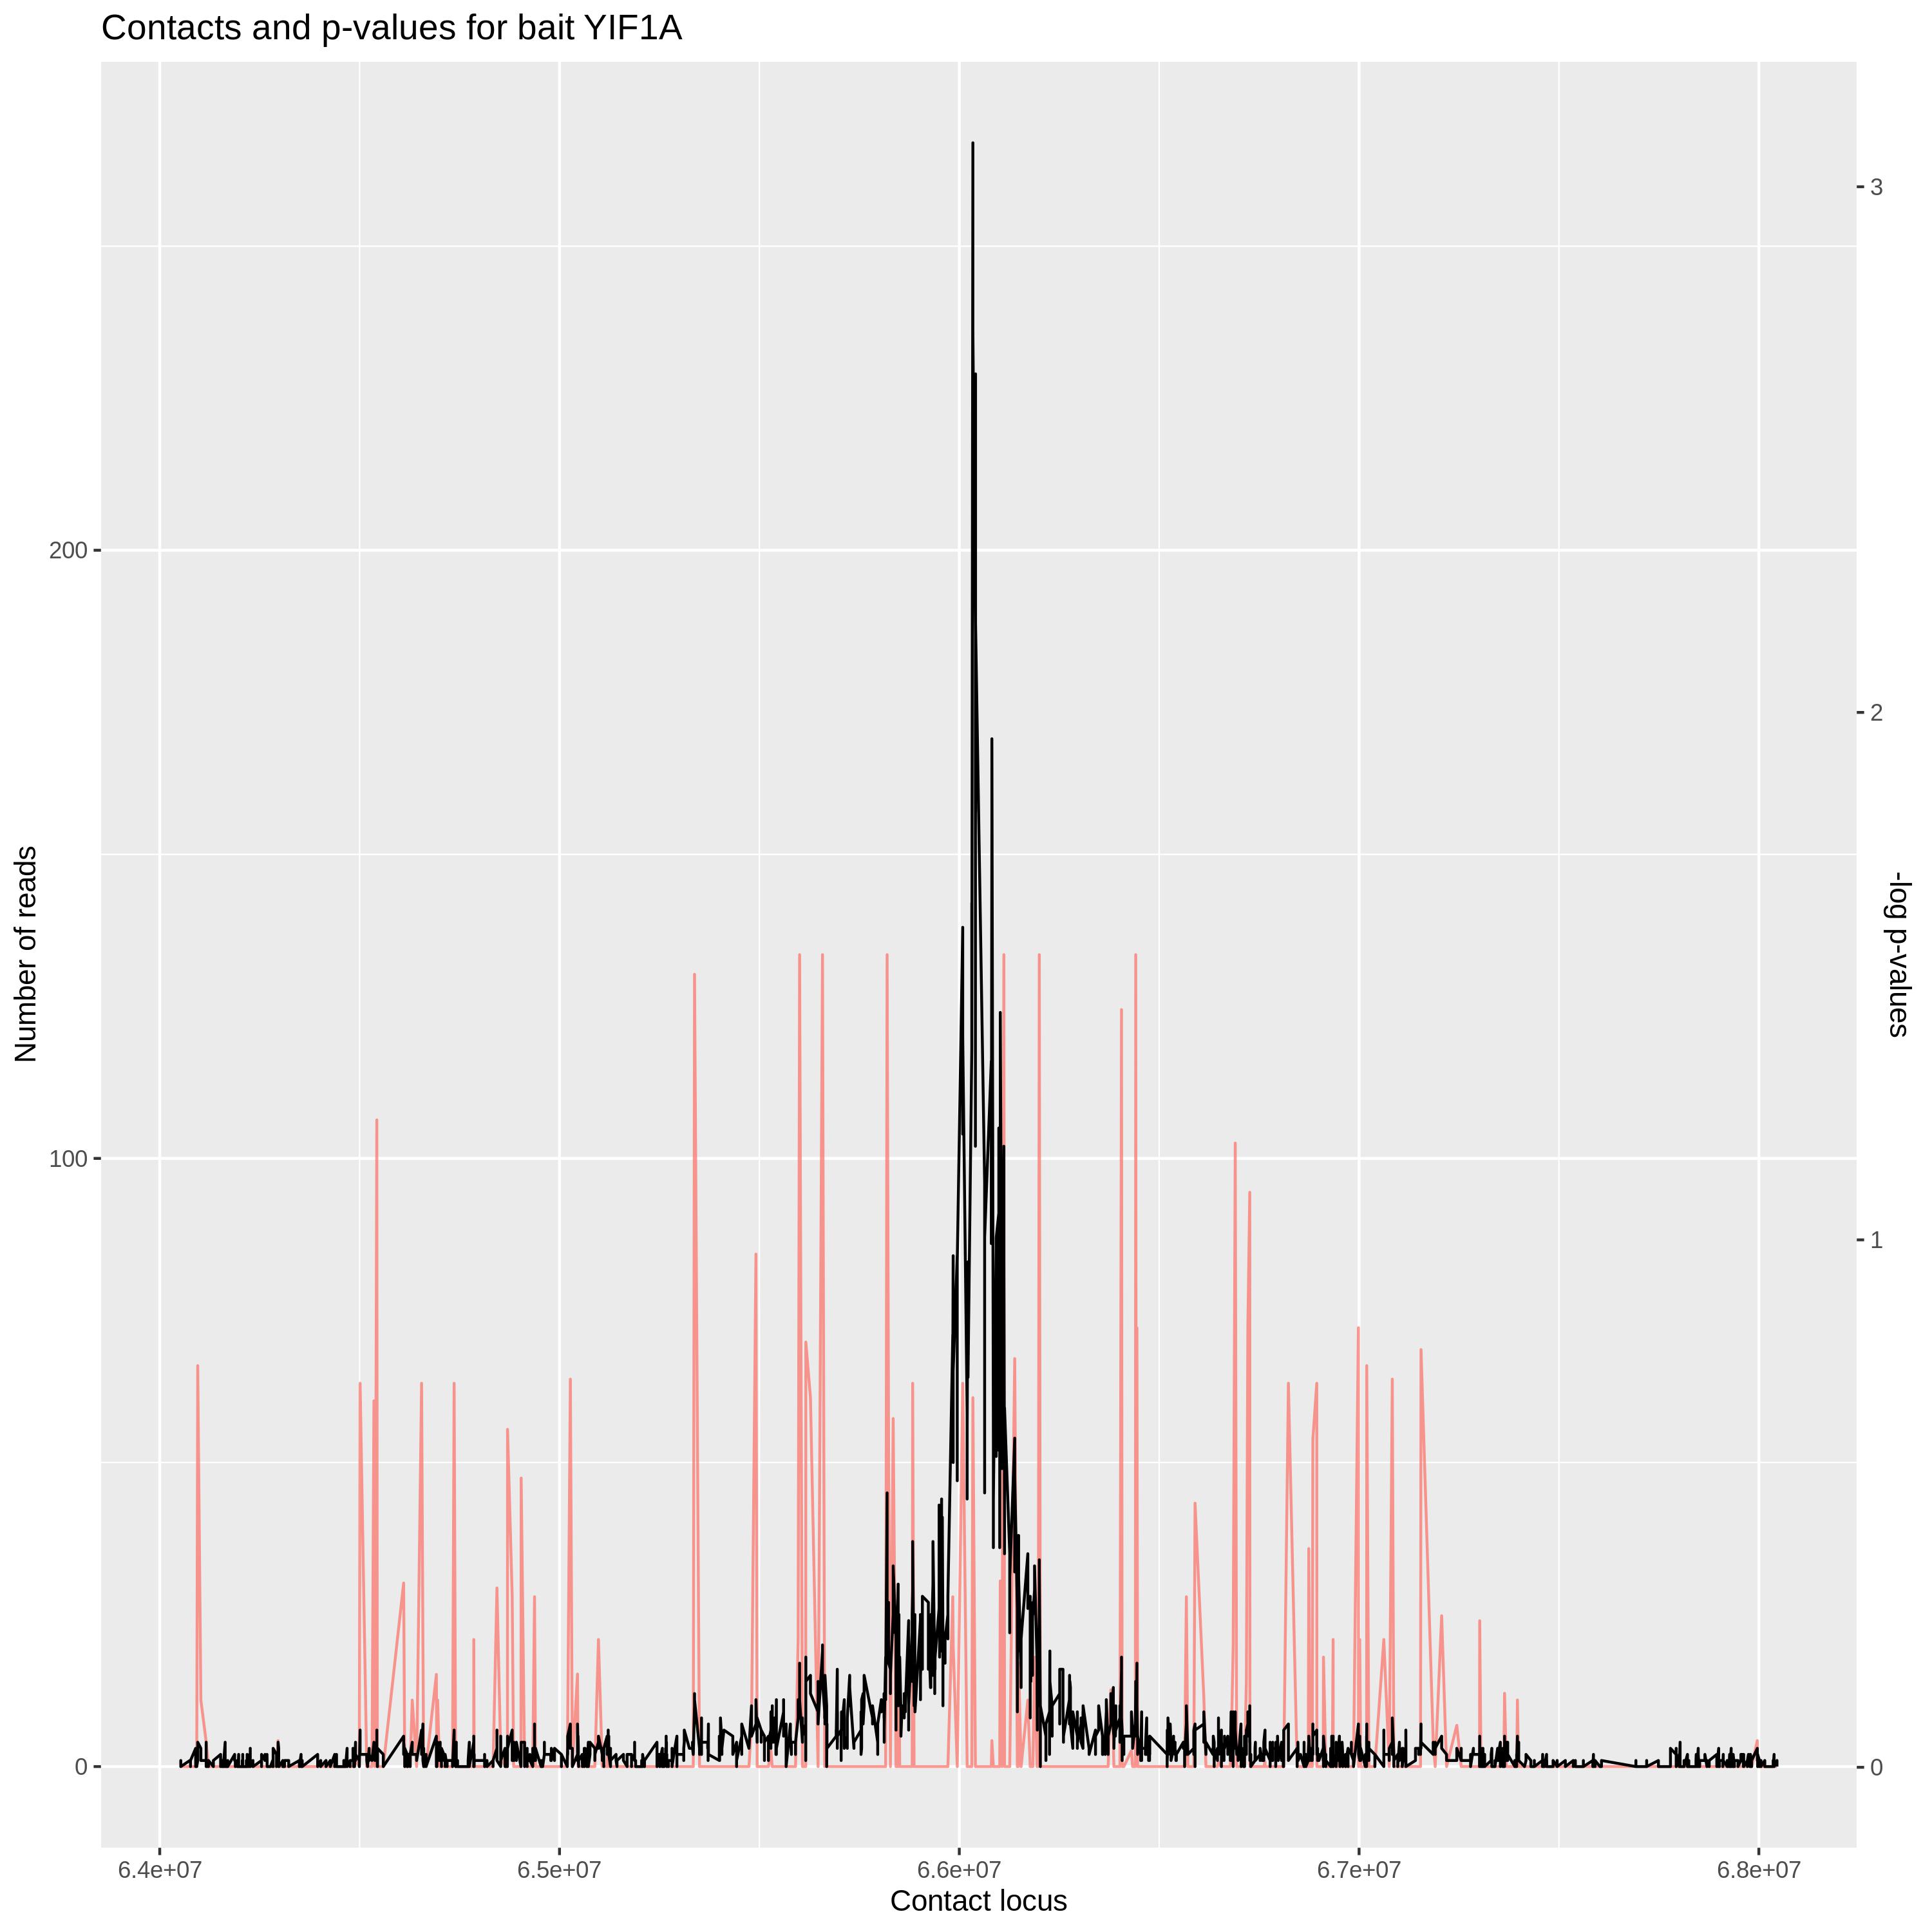 Contacts and p-values for bait YIF1A
3
200
2
Number of reads
-log p-values
100
1
0
0
6.4e+07
6.5e+07
6.6e+07
6.7e+07
6.8e+07
Contact locus